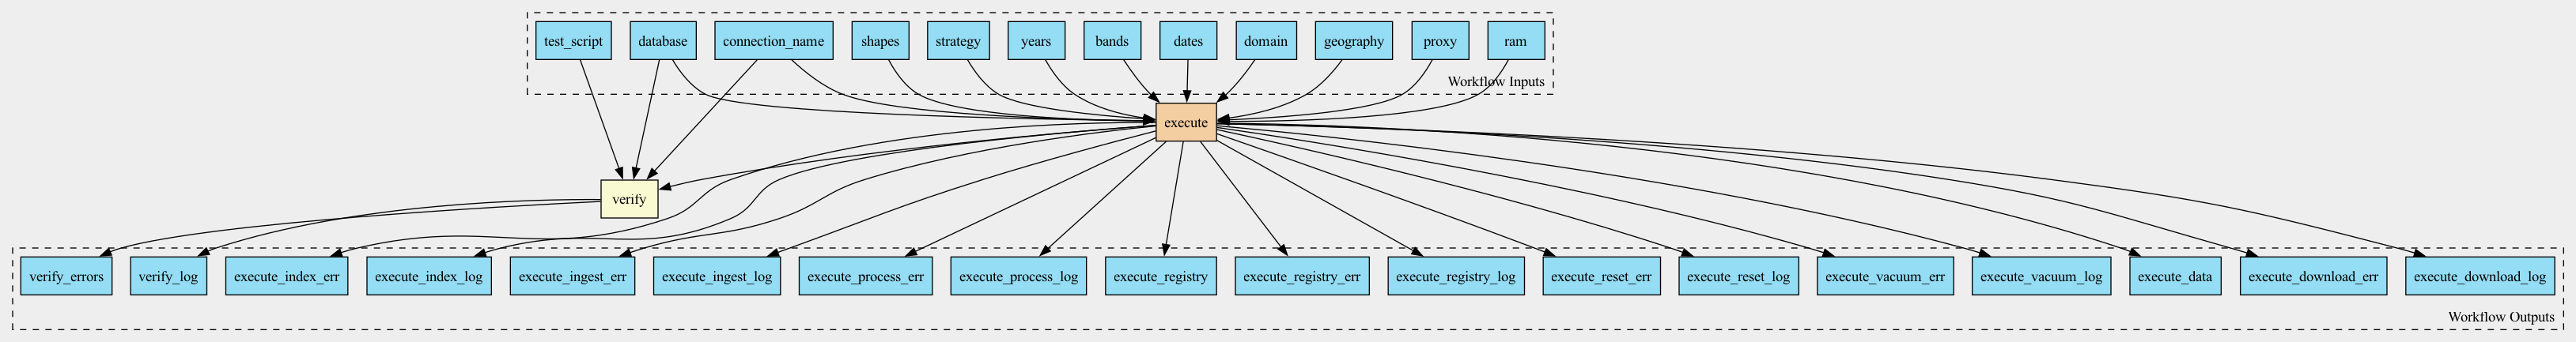 test_script
database
connection_name
shapes
strategy
years
bands
dates
domain
geography
proxy
ram
Workflow Inputs
execute
verify
verify_errors
verify_log
execute_index_err
execute_index_log
execute_ingest_err
execute_ingest_log
execute_process_err
execute_process_log
execute_registry
execute_registry_err
execute_registry_log
execute_reset_err
execute_reset_log
execute_vacuum_err
execute_vacuum_log
execute_data
execute_download_err
execute_download_log
Workflow Outputs